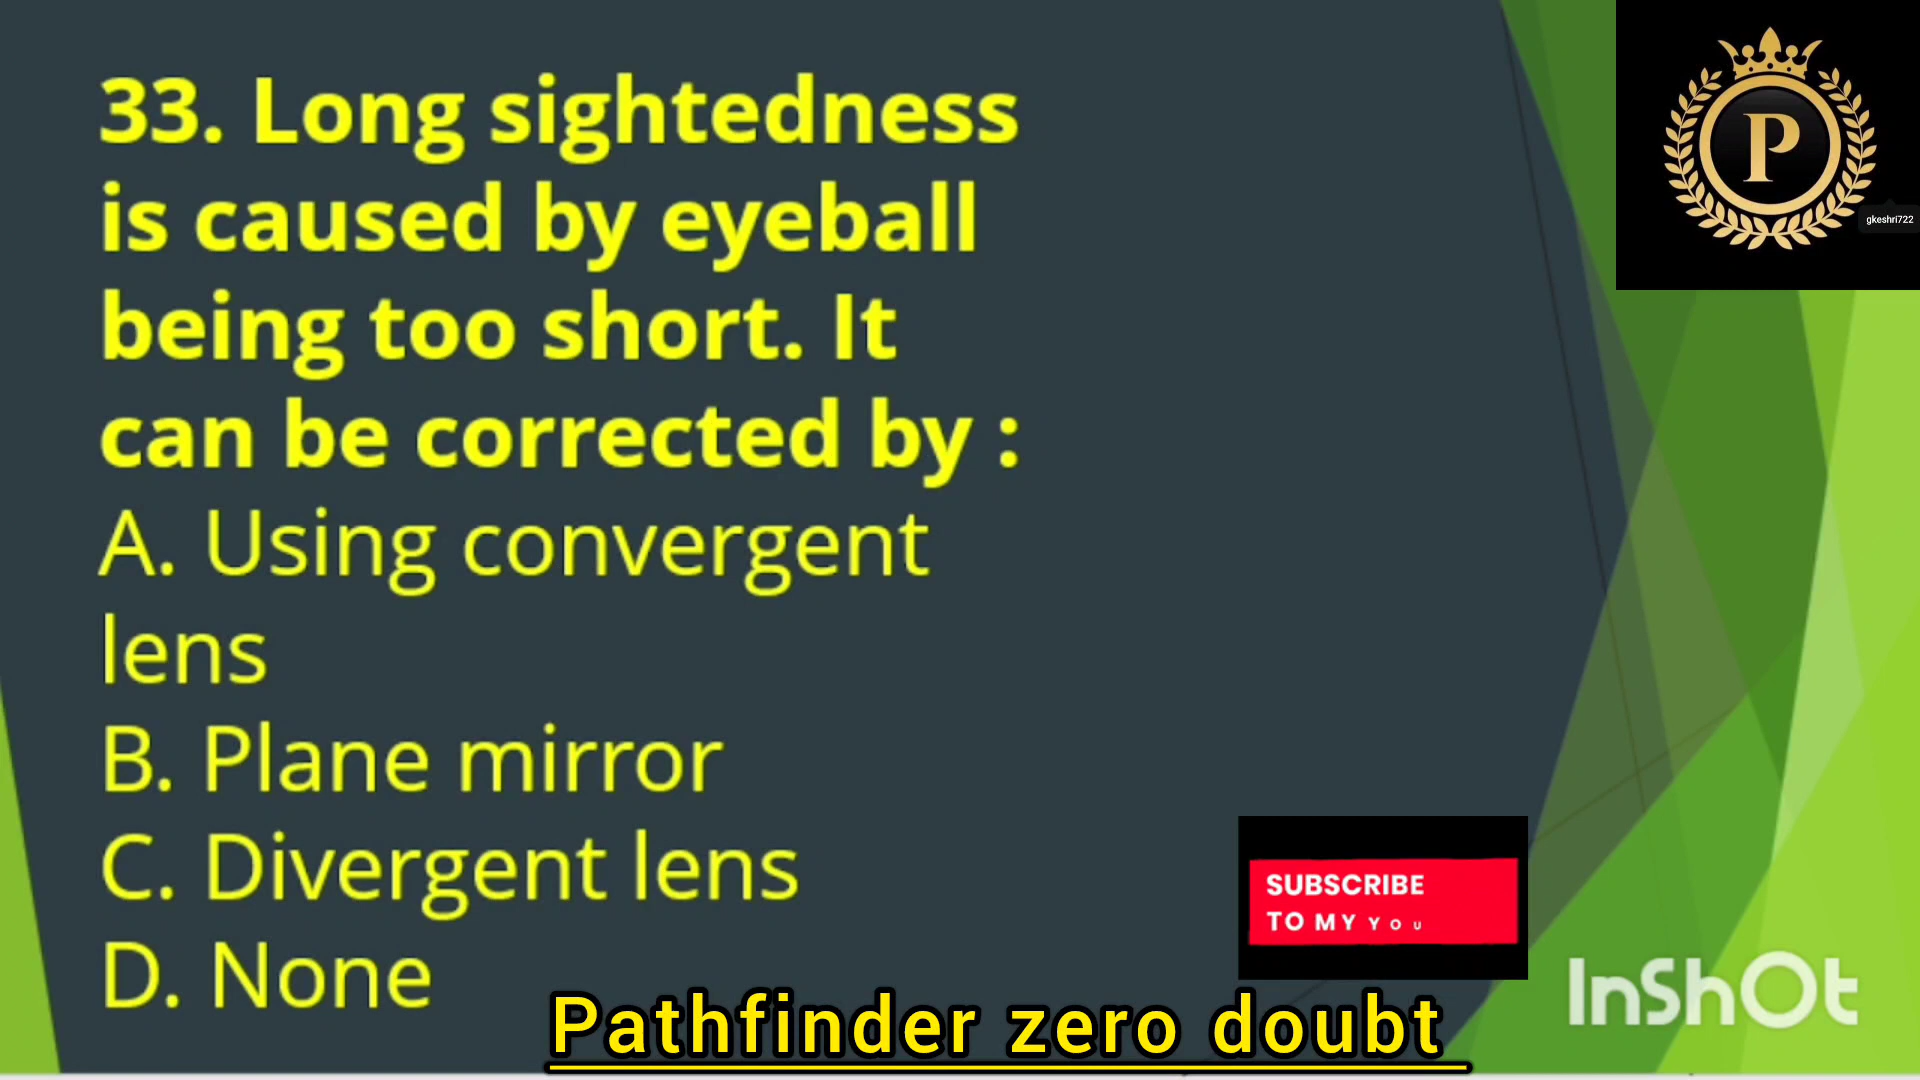 33. Long sightedness
is caused by eyeball
being too short. It
can be corrected by :
A. Using convergent
lens
B. Plane mirror
C. Divergent lens
D. None
P
gkeshri722
SUBSCRIBE
TO MY YOU
InShOt
Pathfinder zero doubt